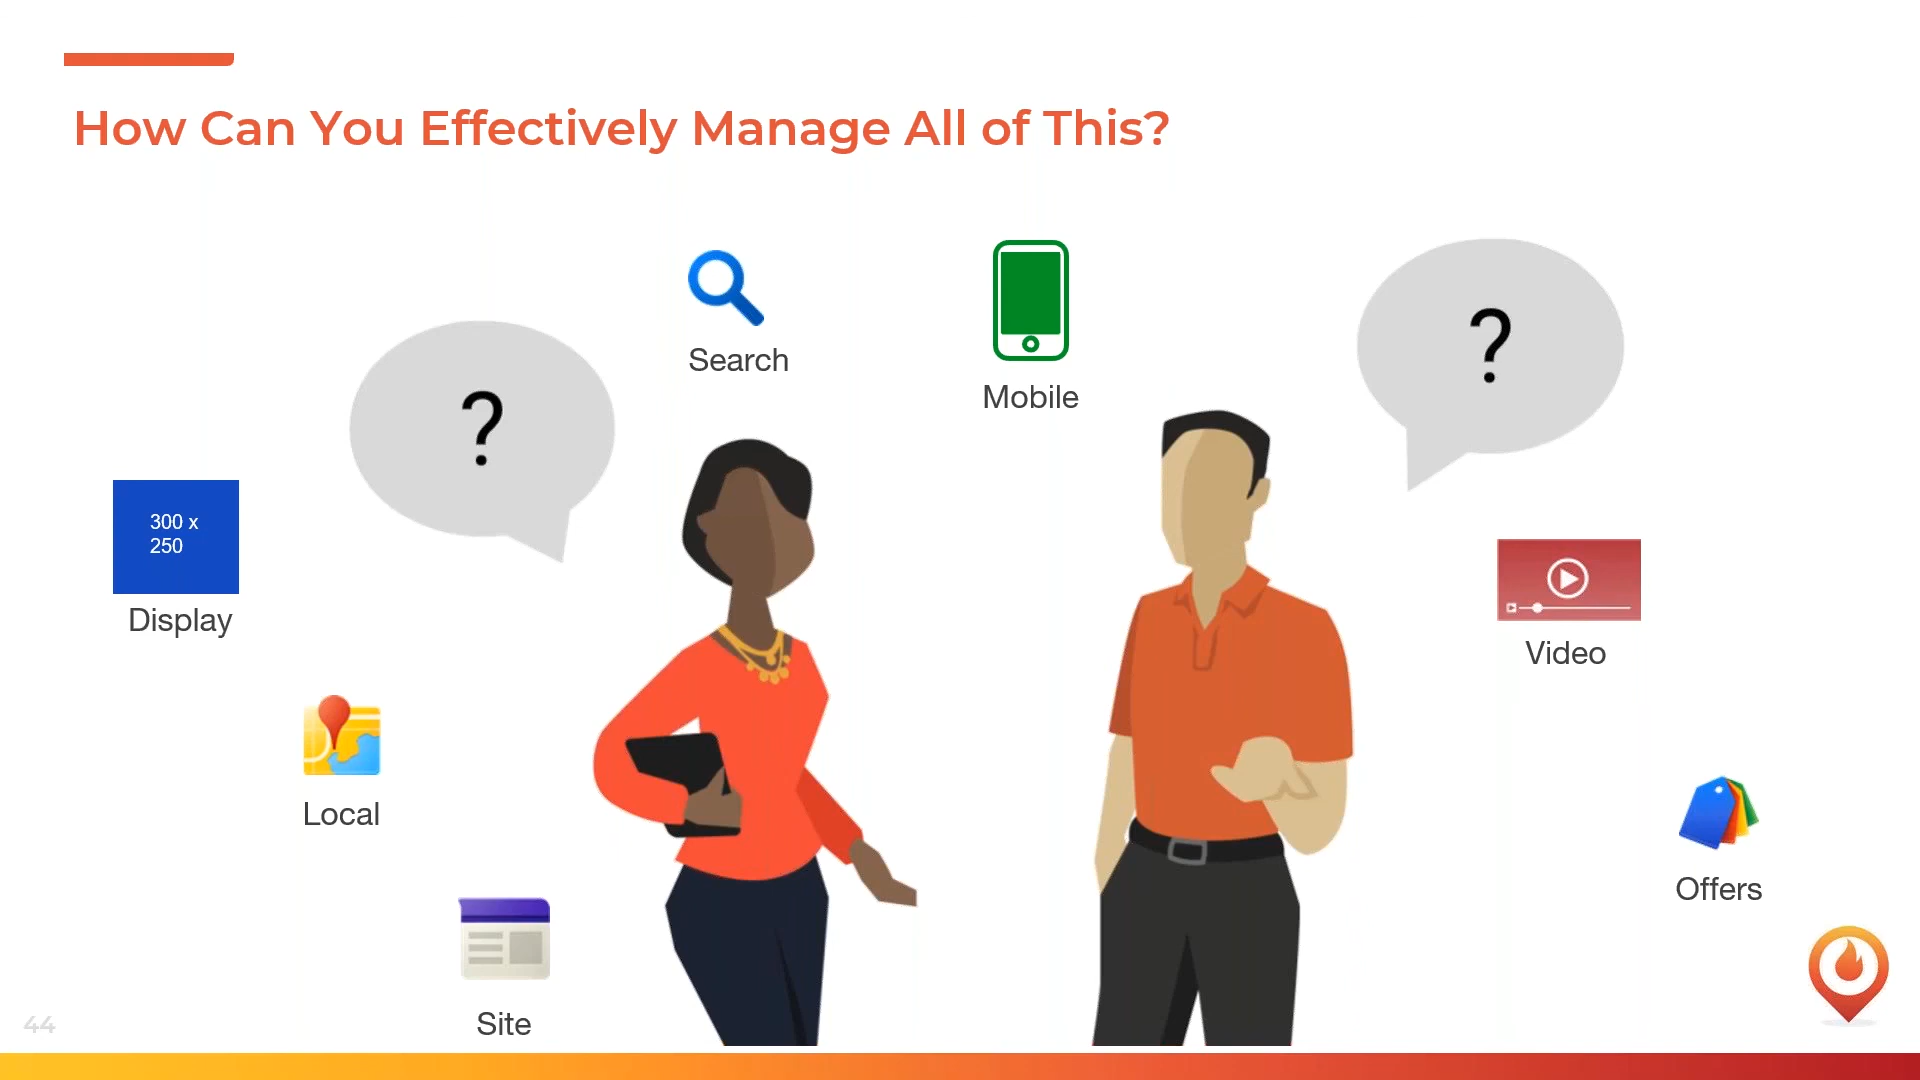 How Can You Effectively Manage All of This?
Search
Mobile
?
?
300 x
250
Display
Video
Local
Offers
Site
44